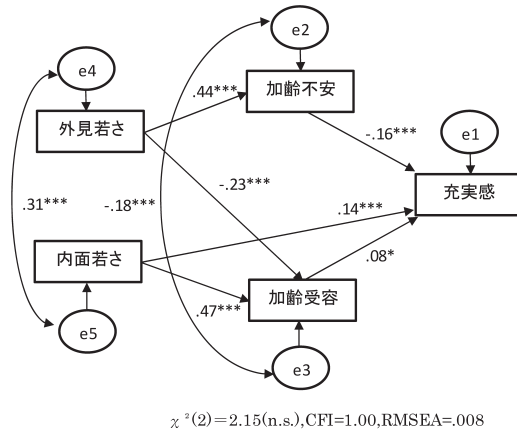 e2
e4
加齢不安
.44***
外見若さ
-.16***
e1
-.23***
充実感
.31***
-.18***
.14***
内面若さ
.08*
加齢受容
.47***
e5
e3
χ²(2)=2.15(n.s.),CFI=1.00,RMSEA=.008